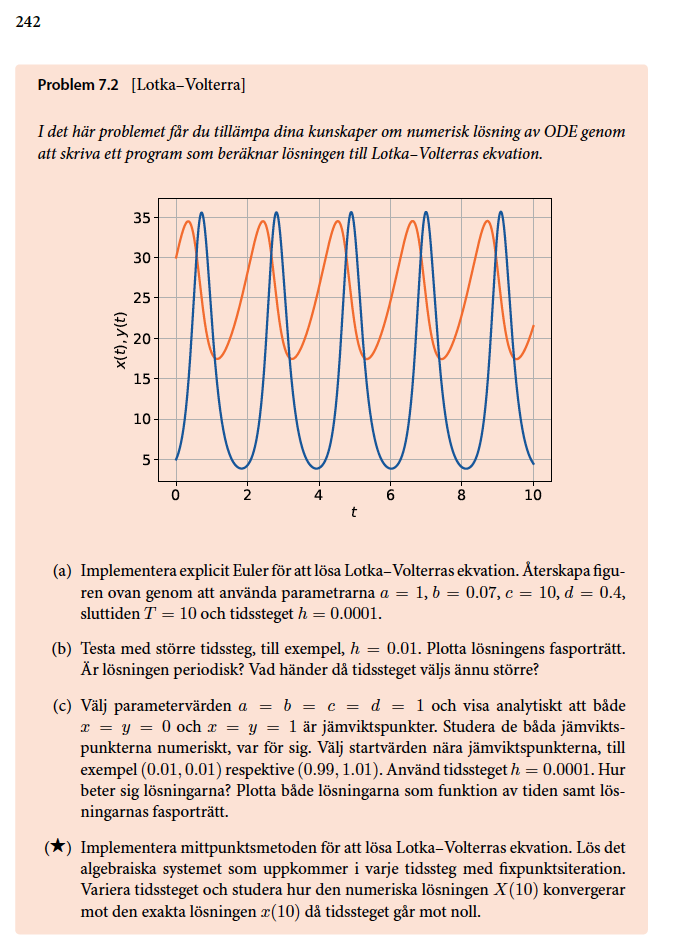 242
Problem 7.2 [Lotka–Volterra]
I det här problemet får du tillämpa dina kunskaper om numerisk lösning av ODE genom
att skriva ett program som beräknar lösningen till Lotka–Volterras ekvation.
35
30
25
20
15
10
5
x(t), y(t)
0 2 4 6 8 10
t
(a) Implementera explicit Euler för att lösa Lotka–Volterras ekvation. Återskapa figu-
ren ovan genom att använda parametrarna a = 1, b = 0.07, c = 10, d = 0.4,
sluttiden T = 10 och tidssteget h = 0.0001.
(b) Testa med större tidssteg, till exempel, h = 0.01. Plotta lösningens fasporträtt.
Är lösningen periodisk? Vad händer då tidssteget väljs ännu större?
(c) Välj parametervärden a = b = c = d = 1 och visa analytiskt att både
x = y = 0 och x = y = 1 är jämviktspunkter. Studera de båda jämvikts-
punkterna numeriskt, var för sig. Välj startvärden nära jämviktspunkterna, till
exempel (0.01, 0.01) respektive (0.99, 1.01). Använd tidssteget h = 0.0001. Hur
beter sig lösningarna? Plotta både lösningarna som funktion av tiden samt lös-
ningarnas fasporträtt.
(★) Implementera mittpunktsmetoden för att lösa Lotka–Volterras ekvation. Lös det
algebraiska systemet som uppkommer i varje tidssteg med fixpunktsiteration.
Variera tidssteget och studera hur den numeriska lösningen X(10) konvergerar
mot den exakta lösningen x(10) då tidssteget går mot noll.